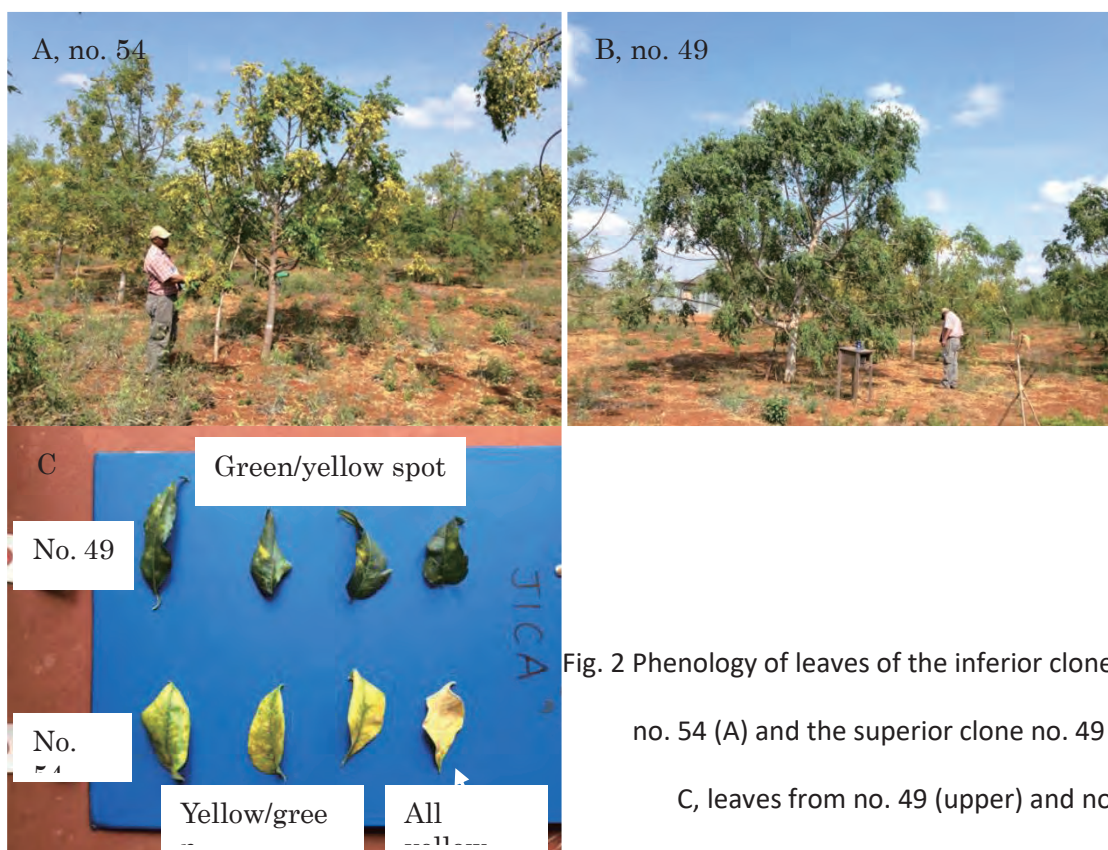 A, no. 54
B, no. 49
C
Green/yellow spot
No. 49
JICA
No.
54
Yellow/gree
n
All
yellow
Fig. 2 Phenology of leaves of the inferior clone
no. 54 (A) and the superior clone no. 49
C, leaves from no. 49 (upper) and no